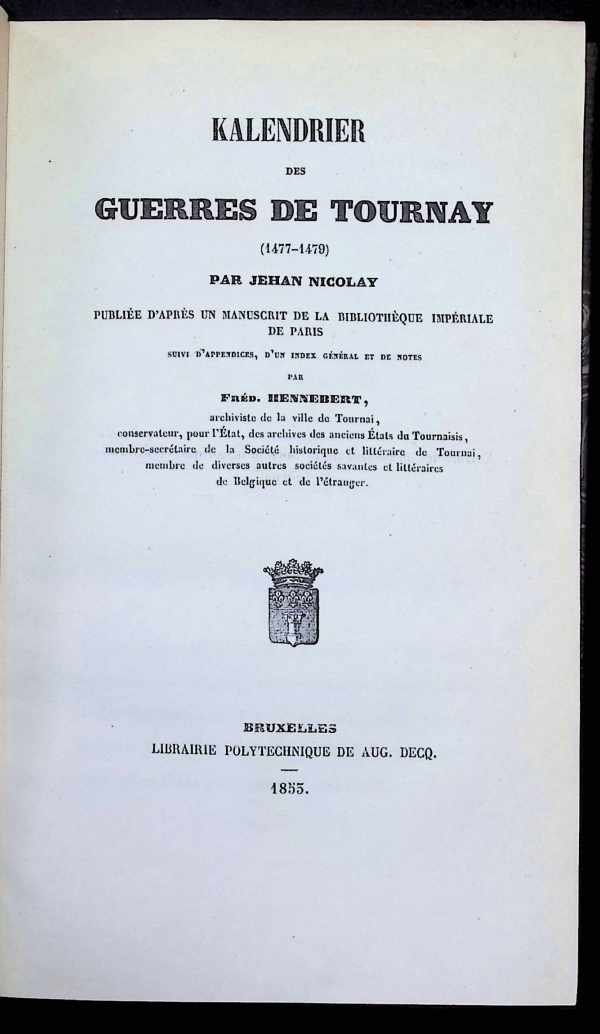 KALENDRIER
DES
GUERRES DE TOURNAY
(1477-1479)
PAR JEHAN NICOLAY
PUBLIÉE D'APRÈS UN MANUSCRIT DE LA BIBLIOTHÈQUE IMPÉRIALE
DE PARIS
SUIVI D'APPENDICES, D'UN INDEX GÉNÉRAL ET DE NOTES
PAR
FRÉD. HENNEBERT,
archiviste de la ville de Tournai,
conservateur, pour l'État, des archives des anciens États du Tournaisis,
membre-secrétaire de la Société historique et littéraire de Tournai,
membre de diverses autres sociétés savantes et littéraires
de Belgique et de l'étranger.
BRUXELLES
LIBRAIRIE POLYTECHNIQUE DE AUG. DECQ.
1853.